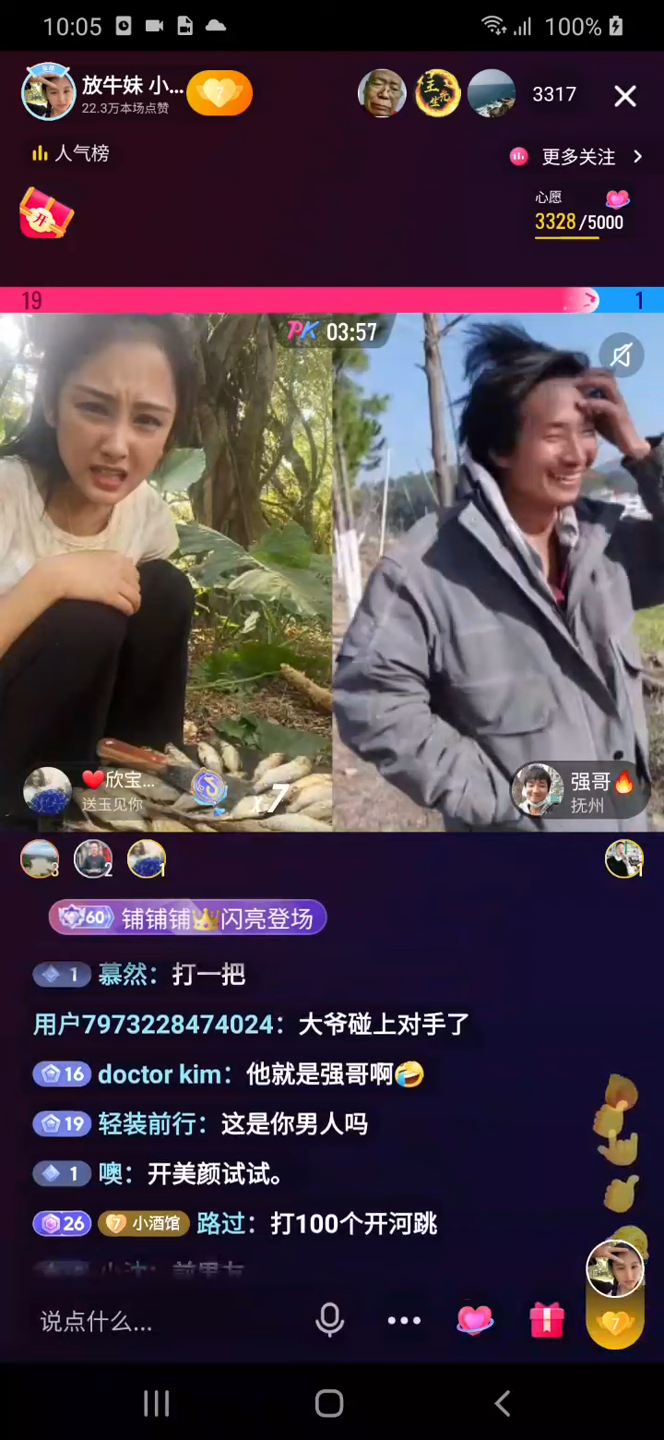 10:05
100%
放牛妹 小...
22.3万本场点赞
7
3317
人气榜
更多关注
开
心愿
3328/5000
19
1
PK 03:57
❤️欣宝...
送玉见你
x7
强哥🔥
抚州
3
2
1
1
60 铺铺铺👑闪亮登场
1 慕然：打一把
用户7973228474024：大爷碰上对手了
16 doctor kim：他就是强哥啊🤣
19 轻装前行：这是你男人吗
1 噢：开美颜试试。
26 7 小酒馆 路过：打100个开河跳
说点什么...
7